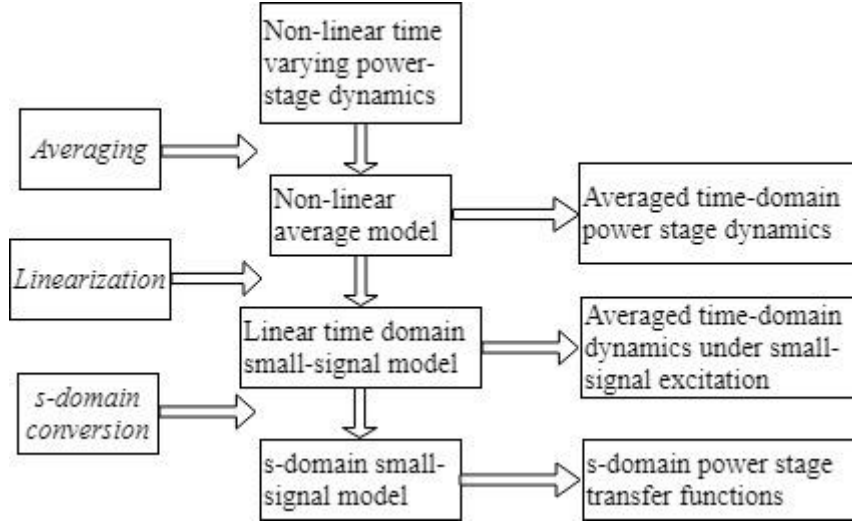 Non-linear time
varying power-
stage dynamics
Averaging
Non-linear
average model
Averaged time-domain
power stage dynamics
Linearization
Linear time domain
small-signal model
Averaged time-domain
dynamics under small-
signal excitation
s-domain
conversion
s-domain small-
signal model
s-domain power stage
transfer functions